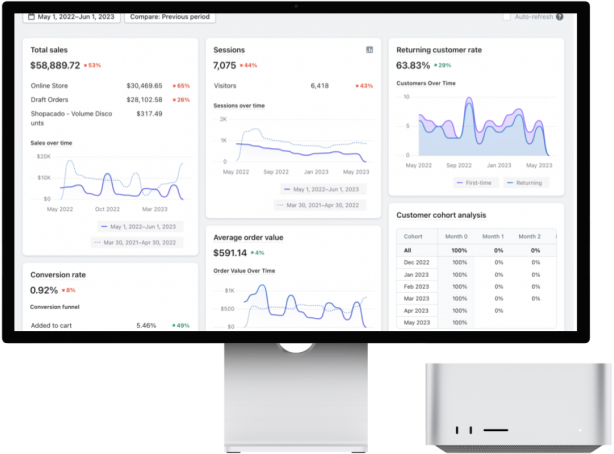 May 1, 2022–Jun 1, 2023
Compare: Previous period
Auto-refresh
Total sales
$58,889.72 53%
Online Store $30,469.65 65%
Draft Orders $28,102.58 26%
Shopacado - Volume Disco $317.49
unts
Sales over time
$20K
$10K
$0
May 2022 Oct 2022 Mar 2023
May 1, 2022–Jun 1, 2023
Mar 30, 2021–Apr 30, 2022
Conversion rate
0.92% 8%
Conversion funnel
Added to cart 5.46% 49%
Sessions
7,075 44%
Visitors 6,418 43%
Sessions over time
2K
1K
0
May 2022 Sep 2022 Jan 2023 May 2023
May 1, 2022–Jun 1, 2023
Mar 30, 2021–Apr 30, 2022
Average order value
$591.14 4%
Order Value Over Time
$1K
$500
$0
Returning customer rate
63.83% 29%
Customers Over Time
10
5
0
May 2022 Sep 2022 Jan 2023 May 2023
First-time Returning
Customer cohort analysis
Cohort Month 0 Month 1 Month 2
All 100% 0% 0%
Dec 2022 100% 0% 0%
Jan 2023 100% 0% 0%
Feb 2023 100% 0% 0%
Mar 2023 100% 0% 0%
Apr 2023 100% 0%
May 2023 100%